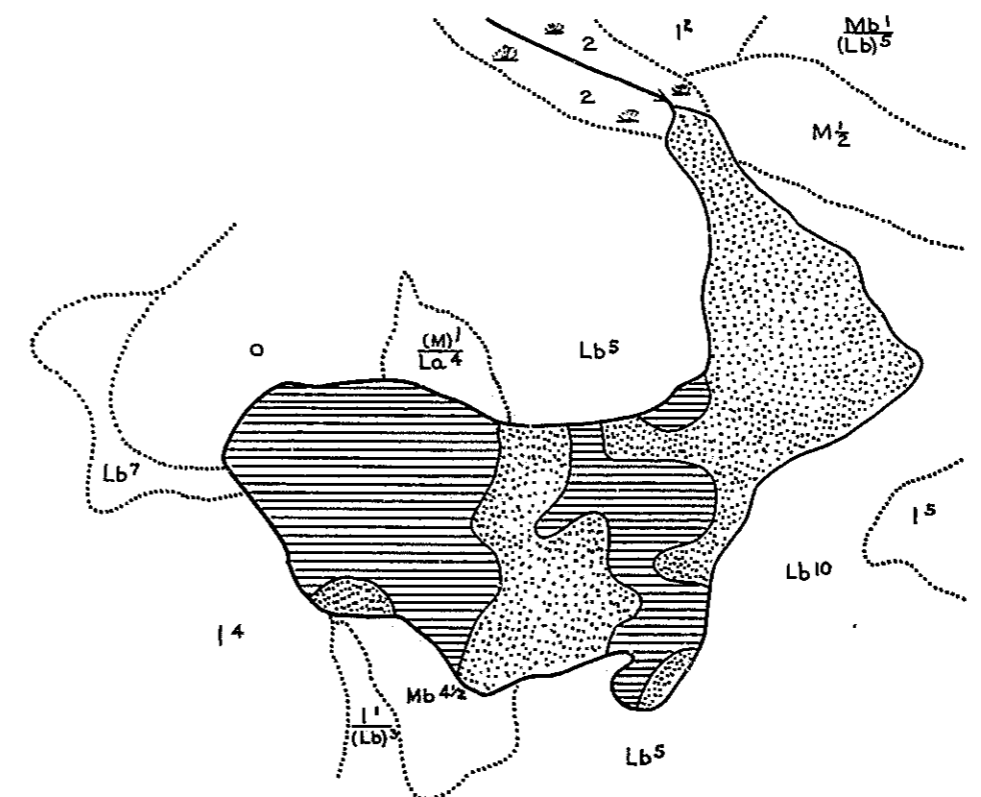 2
1²
Mb¹
(Lb)⁵
2
M½
(M)¹
La⁴
Lb⁵
o
Lb⁷
1⁵
Lb¹⁰
1⁴
Mb⁴½
1¹
(Lb)³
Lb⁵